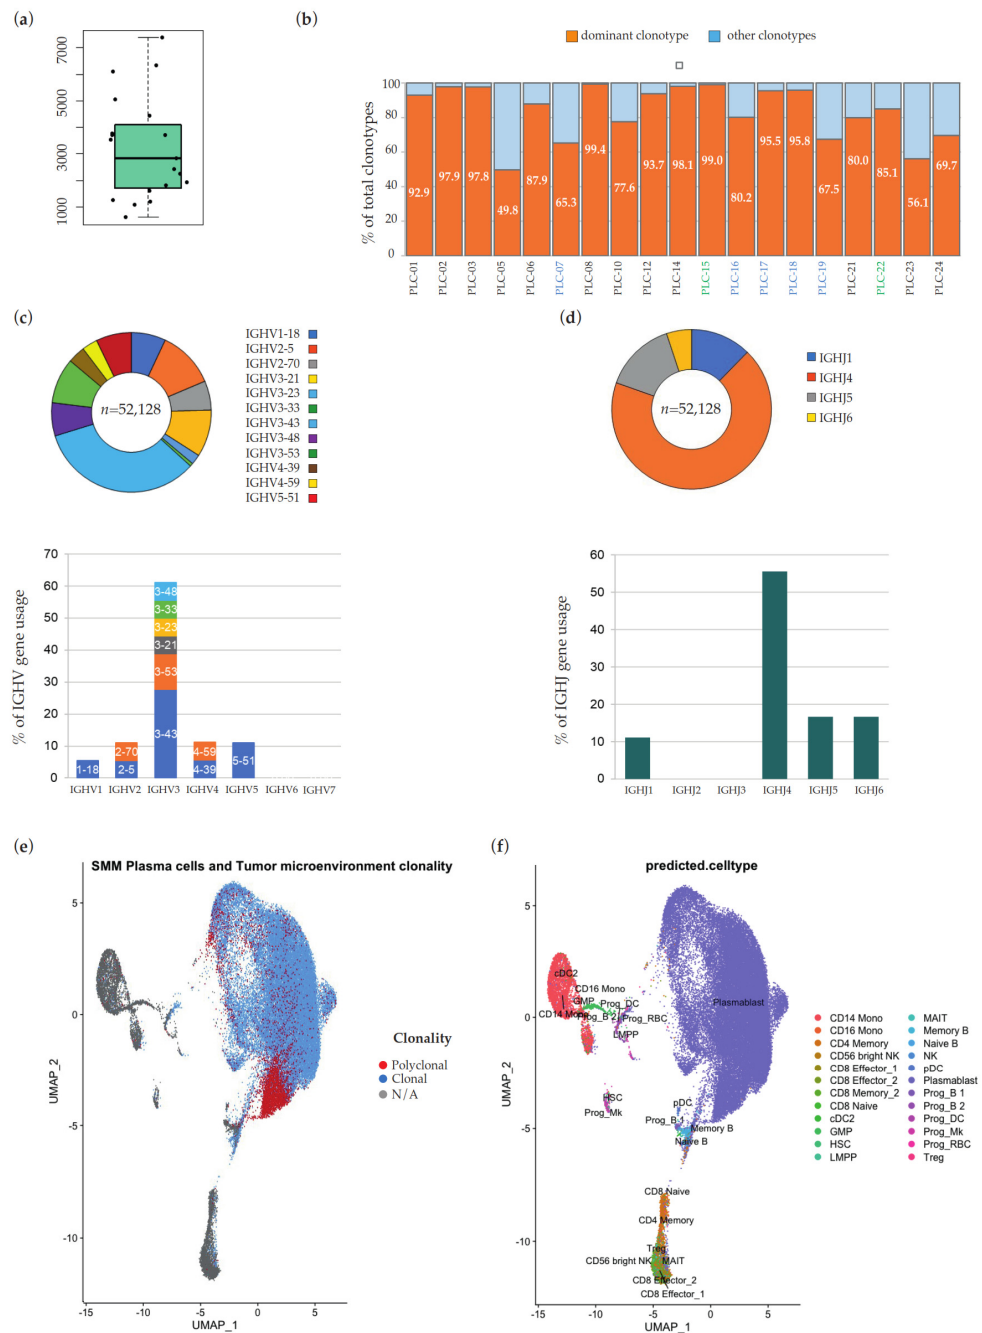 (a)
7000
5000
3000
1000
(b)
dominant clonotype
other clonotypes
% of total clonotypes
100
80
60
40
20
0
92.9
97.9
97.8
49.8
87.9
65.3
99.4
77.6
93.7
98.1
99.0
80.2
95.5
95.8
67.5
80.0
85.1
56.1
69.7
PLC-01
PLC-02
PLC-03
PLC-05
PLC-06
PLC-07
PLC-08
PLC-10
PLC-12
PLC-14
PLC-15
PLC-16
PLC-17
PLC-18
PLC-19
PLC-21
PLC-22
PLC-23
PLC-24
(c)
n=52,128
IGHV1-18
IGHV2-5
IGHV2-70
IGHV3-21
IGHV3-23
IGHV3-33
IGHV3-43
IGHV3-48
IGHV3-53
IGHV4-39
IGHV4-59
IGHV5-51
(d)
n=52,128
IGHJ1
IGHJ4
IGHJ5
IGHJ6
% of IGHV gene usage
70
60
50
40
30
20
10
0
1-18
2-70
2-5
3-48
3-33
3-23
3-21
3-53
3-43
4-59
4-39
5-51
IGHV1
IGHV2
IGHV3
IGHV4
IGHV5
IGHV6
IGHV7
% of IGHJ gene usage
60
50
40
30
20
10
0
IGHJ1
IGHJ2
IGHJ3
IGHJ4
IGHJ5
IGHJ6
(e)
SMM Plasma cells and Tumor microenvironment clonality
UMAP_2
5
0
-5
-10
-15
-10
-5
0
5
UMAP_1
Clonality
Polyclonal
Clonal
N/A
(f)
predicted.celltype
UMAP_2
5
0
-5
-10
-15
-10
-5
0
5
UMAP_1
cDC2
CD16 Mono
GMP
Prog_DC
CD14 Mono
Prog_B 2
Prog_RBC
LMPP
Plasmablast
HSC
Prog_Mk
pDC
Prog_B 1
Memory B
Naive B
CD8 Naive
CD4 Memory
Treg
CD56 bright NK
MAIT
CD8 Effector_2
CD8 Effector_1
CD14 Mono
CD16 Mono
CD4 Memory
CD56 bright NK
CD8 Effector_1
CD8 Effector_2
CD8 Memory_2
CD8 Naive
cDC2
GMP
HSC
LMPP
MAIT
Memory B
Naive B
NK
pDC
Plasmablast
Prog_B 1
Prog_B 2
Prog_DC
Prog_Mk
Prog_RBC
Treg